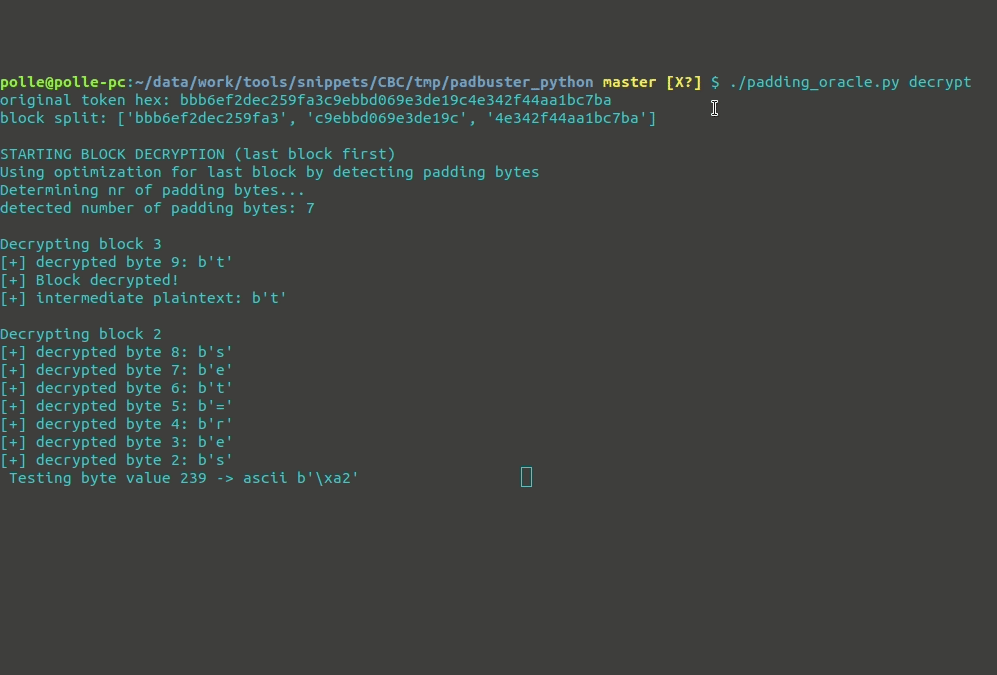 polle@polle-pc:~/data/work/tools/snippets/CBC/tmp/padbuster_python master [X?] $ ./padding_oracle.py decrypt
original token hex: bbb6ef2dec259fa3c9ebbd069e3de19c4e342f44aa1bc7ba
block split: ['bbb6ef2dec259fa3', 'c9ebbd069e3de19c', '4e342f44aa1bc7ba']
STARTING BLOCK DECRYPTION (last block first)
Using optimization for last block by detecting padding bytes
Determining nr of padding bytes...
detected number of padding bytes: 7
Decrypting block 3
[+] decrypted byte 9: b't'
[+] Block decrypted!
[+] intermediate plaintext: b't'
Decrypting block 2
[+] decrypted byte 8: b's'
[+] decrypted byte 7: b'e'
[+] decrypted byte 6: b't'
[+] decrypted byte 5: b'='
[+] decrypted byte 4: b'r'
[+] decrypted byte 3: b'e'
[+] decrypted byte 2: b's'
Testing byte value 239 -> ascii b'\xa2'